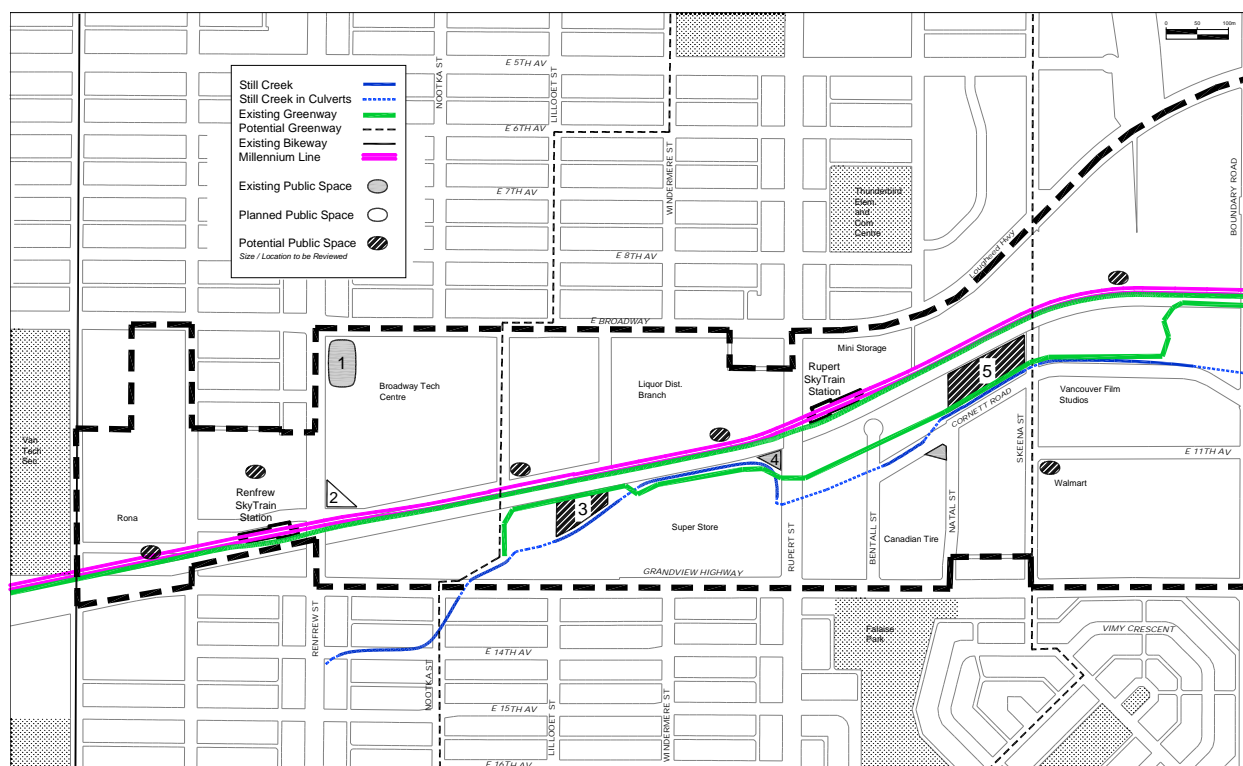 0 50 100m
E 5TH AV
NOOTKA ST
LILLOOET ST
Still Creek
Still Creek in Culverts
Existing Greenway
Potential Greenway
Existing Bikeway
Millennium Line
Existing Public Space
Planned Public Space
Potential Public Space
Size / Location to be Reviewed
E 6TH AV
WINDERMERE ST
E 7TH AV
Thunderbird
Elem
and
Com
Centre
BOUNDARY ROAD
E 8TH AV
Lougheed Hwy
E BROADWAY
1
Broadway Tech
Centre
Liquor Dist.
Branch
Mini Storage
Rupert
SkyTrain
Station
5
CORNETT ROAD
Vancouver Film
Studios
SKEENA ST
Van
Tech
Sec.
E 11TH AV
4
2
Renfrew
SkyTrain
Station
Rona
3
Super Store
RUPERT ST
BENTALL ST
NATAL ST
Canadian Tire
Walmart
GRANDVIEW HIGHWAY
RENFREW ST
Falaise
Park
VIMY CRESCENT
E 14TH AV
NOOTKA ST
LILLOOET ST
WINDERMERE ST
E 15TH AV
E 16TH AV